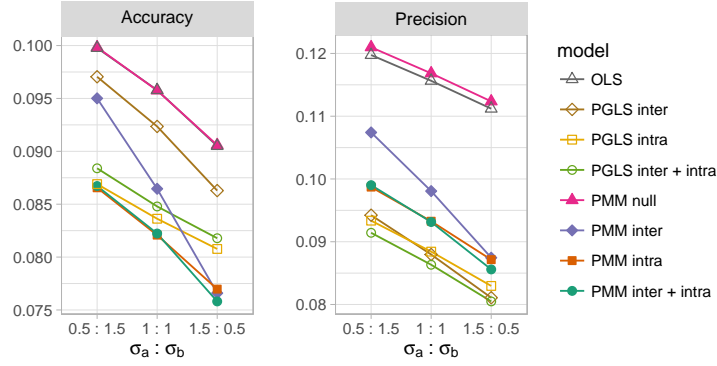 Accuracy
0.100
0.095
0.090
0.085
0.080
0.075
0.5 : 1.5
1 : 1
1.5 : 0.5
σa : σb
Precision
0.12
0.11
0.10
0.09
0.08
0.5 : 1.5
1 : 1
1.5 : 0.5
σa : σb
model
OLS
PGLS inter
PGLS intra
PGLS inter + intra
PMM null
PMM inter
PMM intra
PMM inter + intra